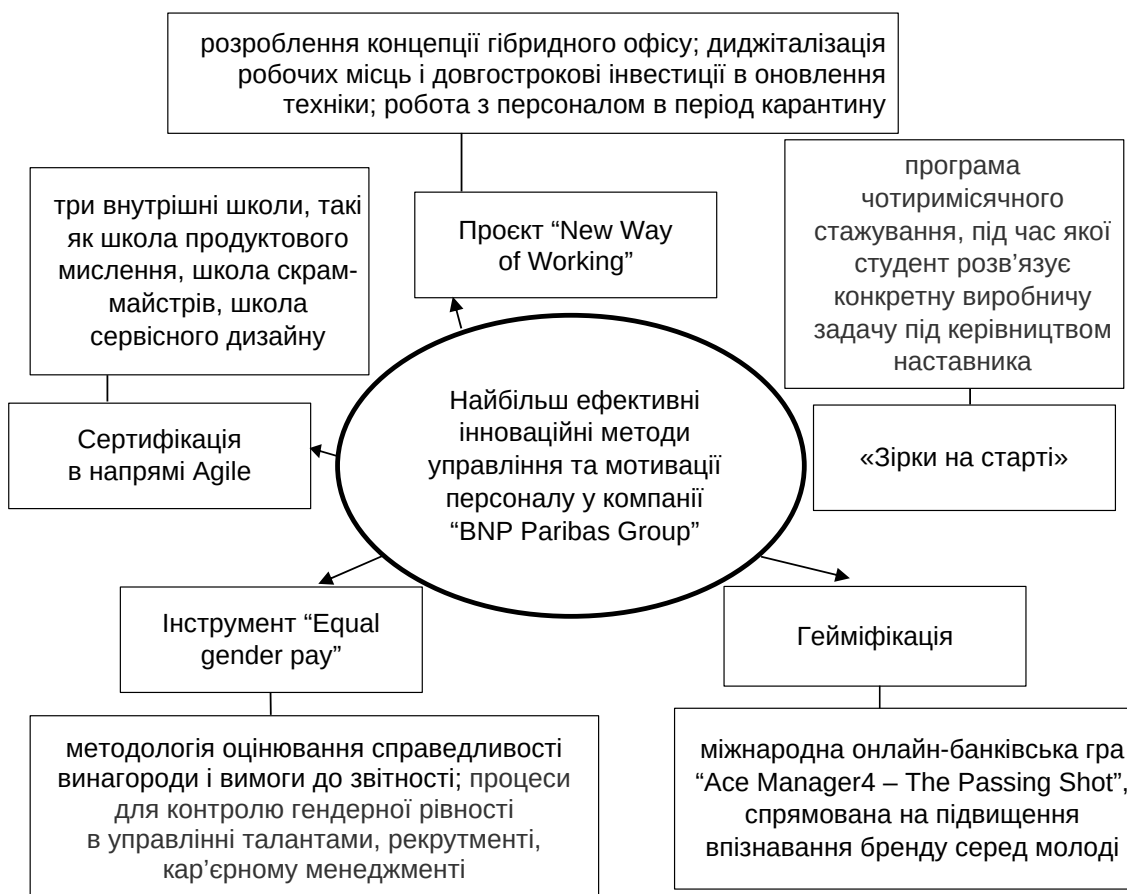 розроблення концепції гібридного офісу; диджіталізація
робочих місць і довгострокові інвестиції в оновлення
техніки; робота з персоналом в період карантину
три внутрішні школи, такі
як школа продуктового
мислення, школа скрам-
майстрів, школа
сервісного дизайну
Проєкт “New Way
of Working”
програма
чотиримісячного
стажування, під час якої
студент розв’язує
конкретну виробничу
задачу під керівництвом
наставника
Сертифікація
в напрямі Agile
Найбільш ефективні
інноваційні методи
управління та мотивації
персоналу у компанії
“BNP Paribas Group”
«Зірки на старті»
Інструмент “Equal
gender pay”
Гейміфікація
методологія оцінювання справедливості
винагороди і вимоги до звітності; процеси
для контролю гендерної рівності
в управлінні талантами, рекрутменті,
кар’єрному менеджменті
міжнародна онлайн-банківська гра
“Ace Manager4 – The Passing Shot”,
спрямована на підвищення
впізнавання бренду серед молоді